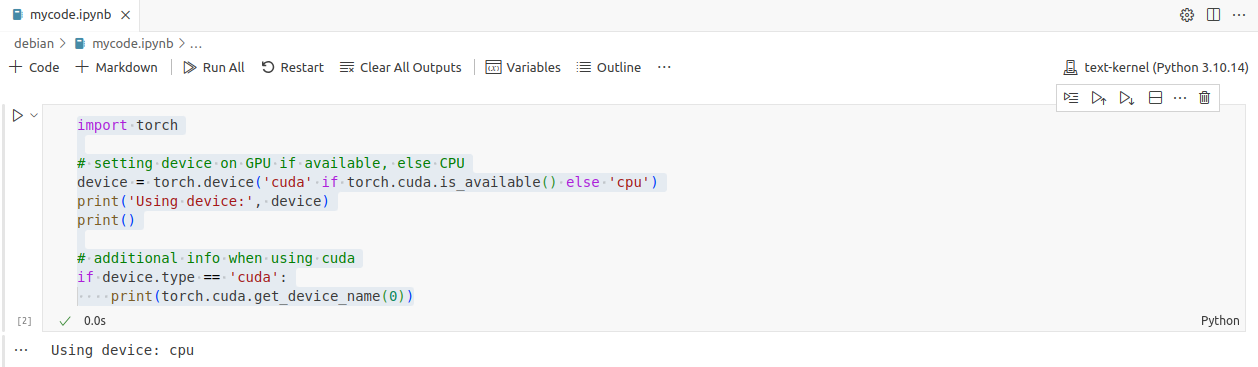 mycode.ipynb
debian > mycode.ipynb > ...
+ Code + Markdown Run All Restart Clear All Outputs Variables Outline ... text-kernel (Python 3.10.14)
import torch
# setting device on GPU if available, else CPU
device = torch.device('cuda' if torch.cuda.is_available() else 'cpu')
print('Using device:', device)
print()
# additional info when using cuda
if device.type == 'cuda':
    print(torch.cuda.get_device_name(0))
[2] 0.0s Python
Using device: cpu